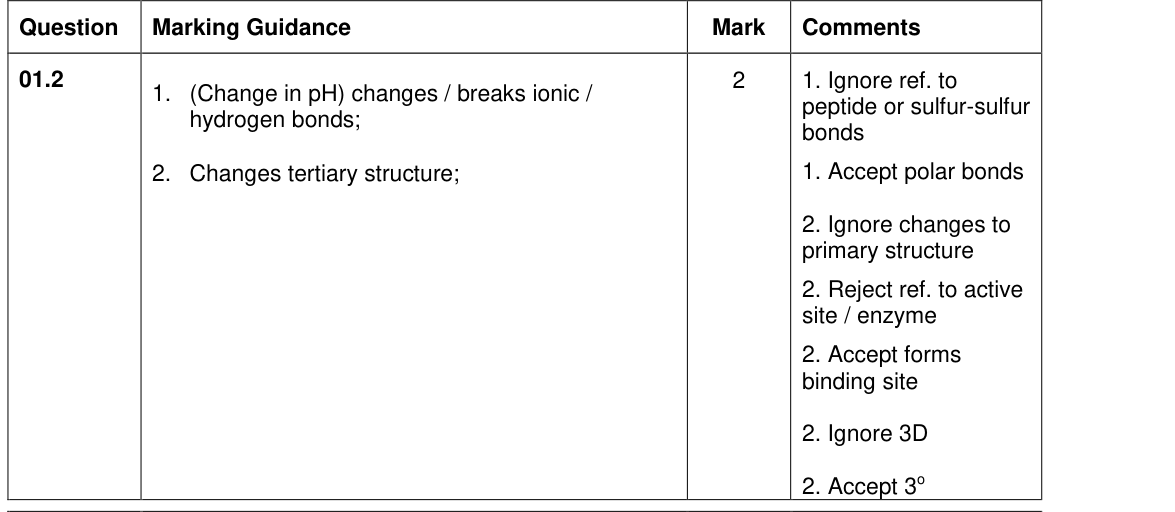 Question Marking Guidance Mark Comments
01.2
1. (Change in pH) changes / breaks ionic /
hydrogen bonds;
2. Changes tertiary structure;
2
1. Ignore ref. to
peptide or sulfur-sulfur
bonds
1. Accept polar bonds
2. Ignore changes to
primary structure
2. Reject ref. to active
site / enzyme
2. Accept forms
binding site
2. Ignore 3D
2. Accept 3º